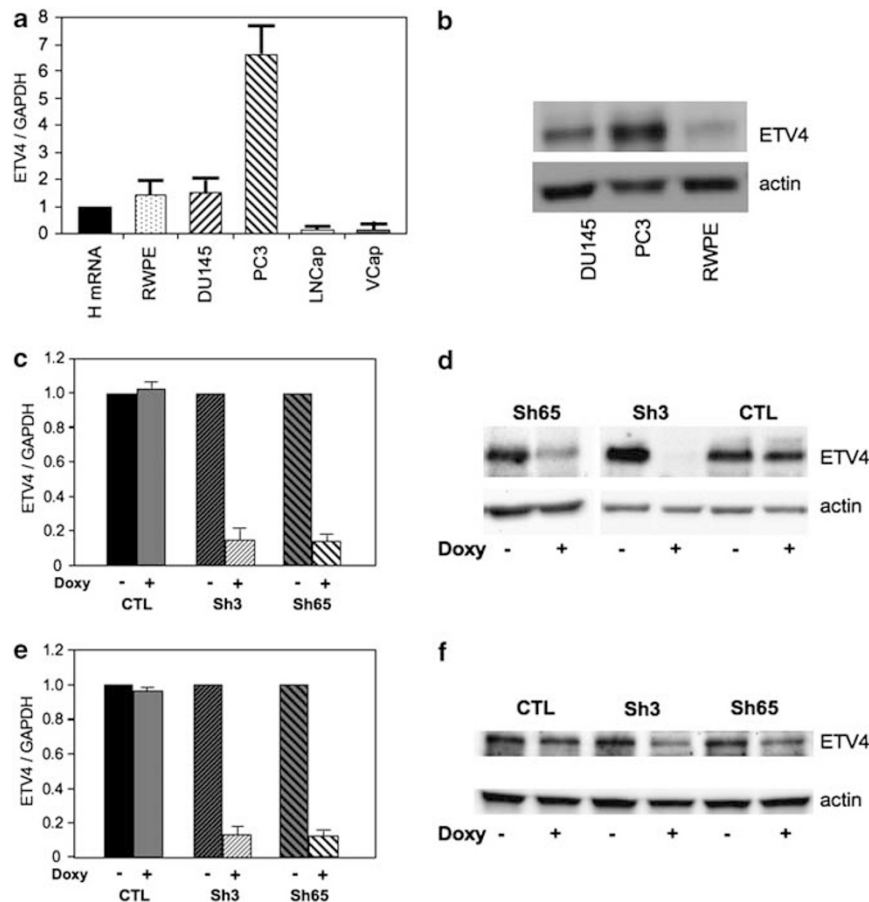 a
ETV4 / GAPDH
8
7
6
5
4
3
2
1
0
H mRNA
RWPE
DU145
PC3
LNCap
VCap
b
ETV4
actin
DU145
PC3
RWPE
c
ETV4 / GAPDH
1.2
1.0
0.8
0.6
0.4
0.2
0
Doxy - + - + - +
CTL Sh3 Sh65
d
Sh65 Sh3 CTL
ETV4
actin
Doxy - + - + - +
e
ETV4 / GAPDH
1.2
1.0
0.8
0.6
0.4
0.2
0
Doxy - + - + - +
CTL Sh3 Sh65
f
CTL Sh3 Sh65
ETV4
actin
Doxy - + - + - +